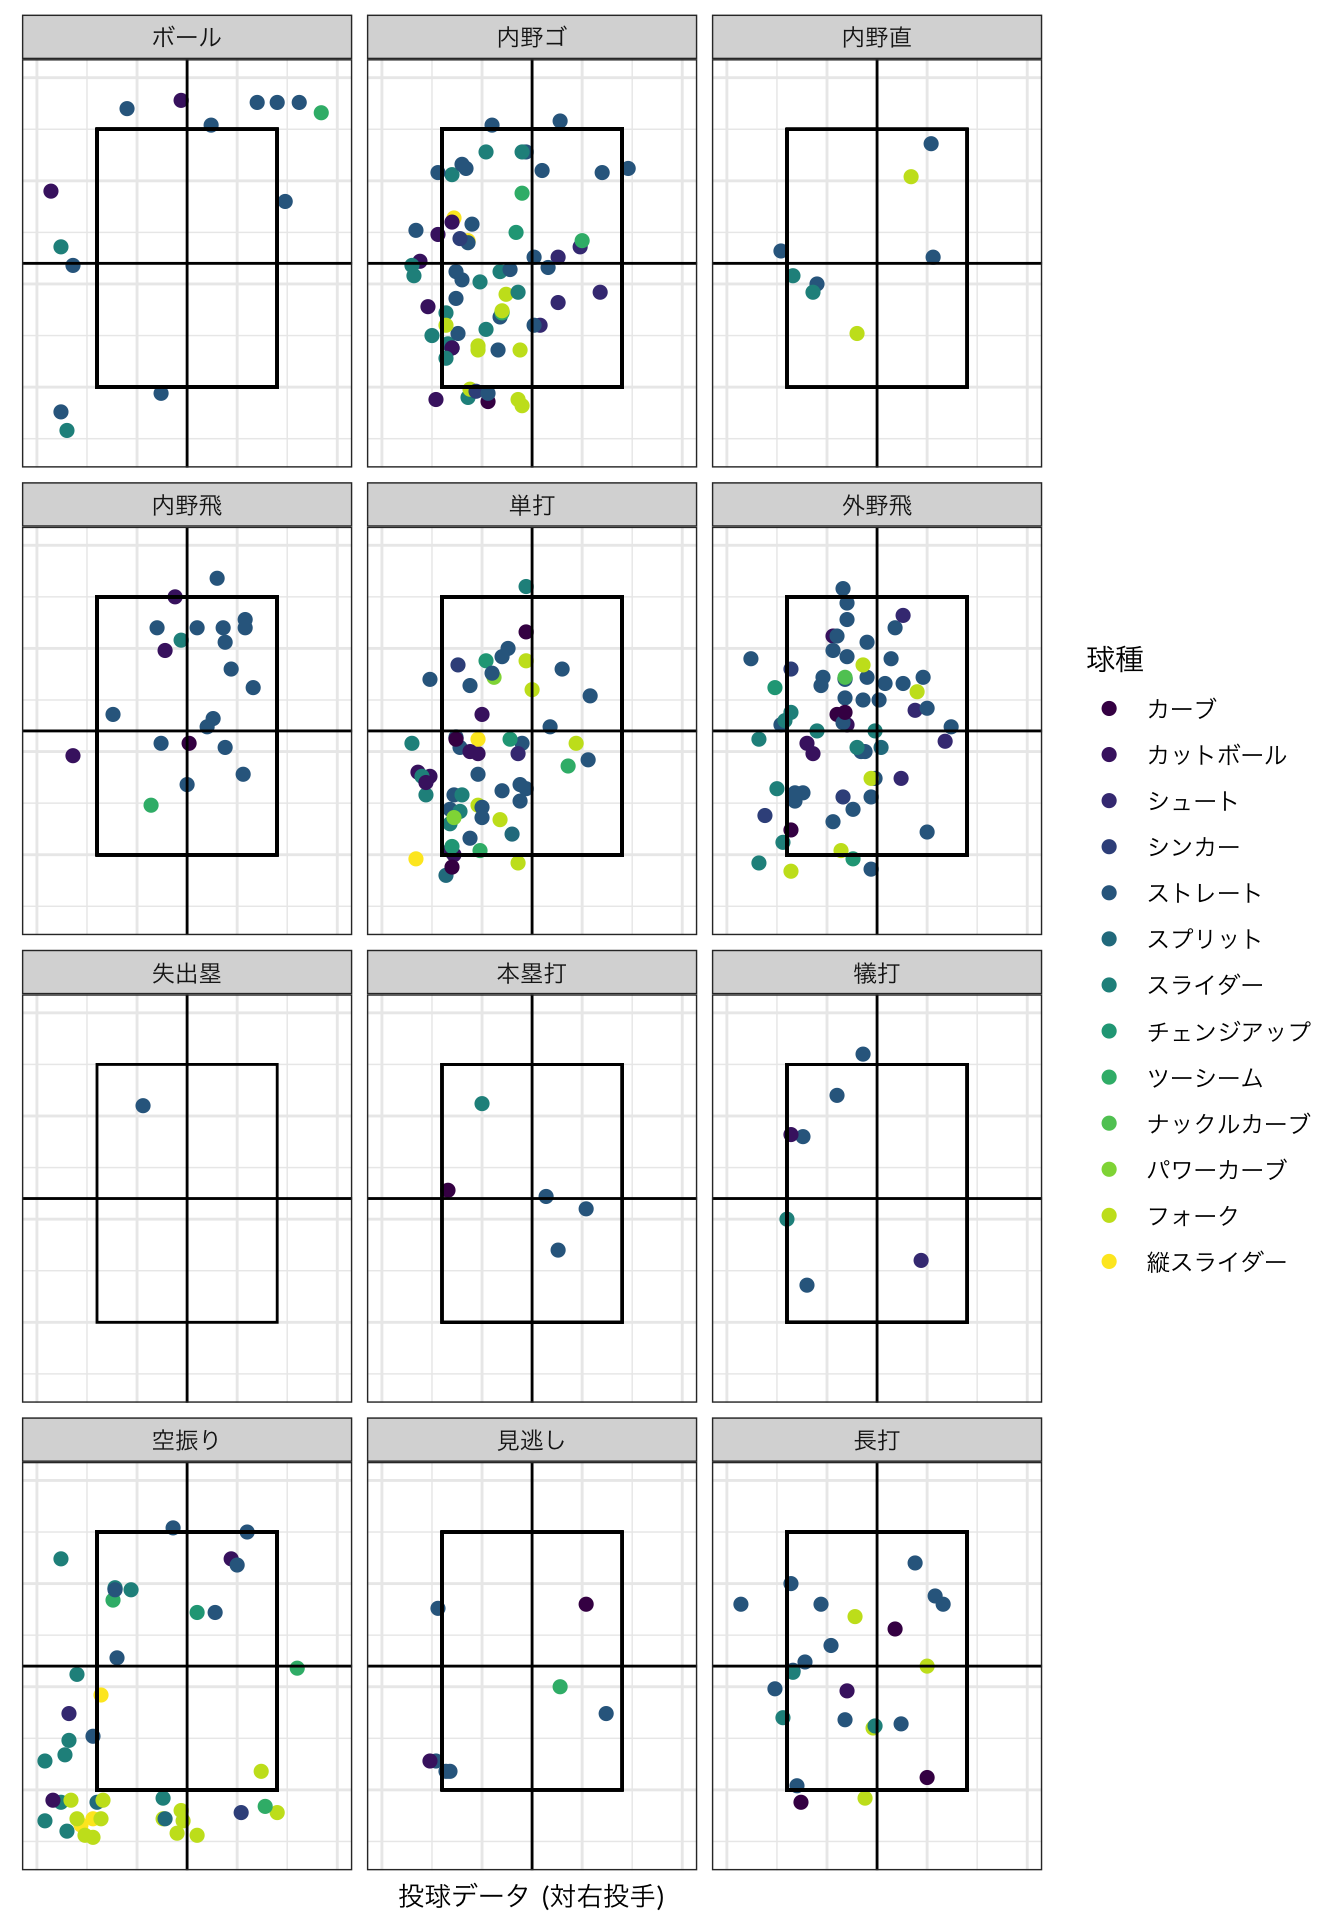 ボール
内野ゴ
内野直
内野飛
単打
外野飛
失出塁
本塁打
犠打
空振り
見逃し
長打
投球データ (対右投手)
球種
カーブ
カットボール
シュート
シンカー
ストレート
スプリット
スライダー
チェンジアップ
ツーシーム
ナックルカーブ
パワーカーブ
フォーク
縦スライダー